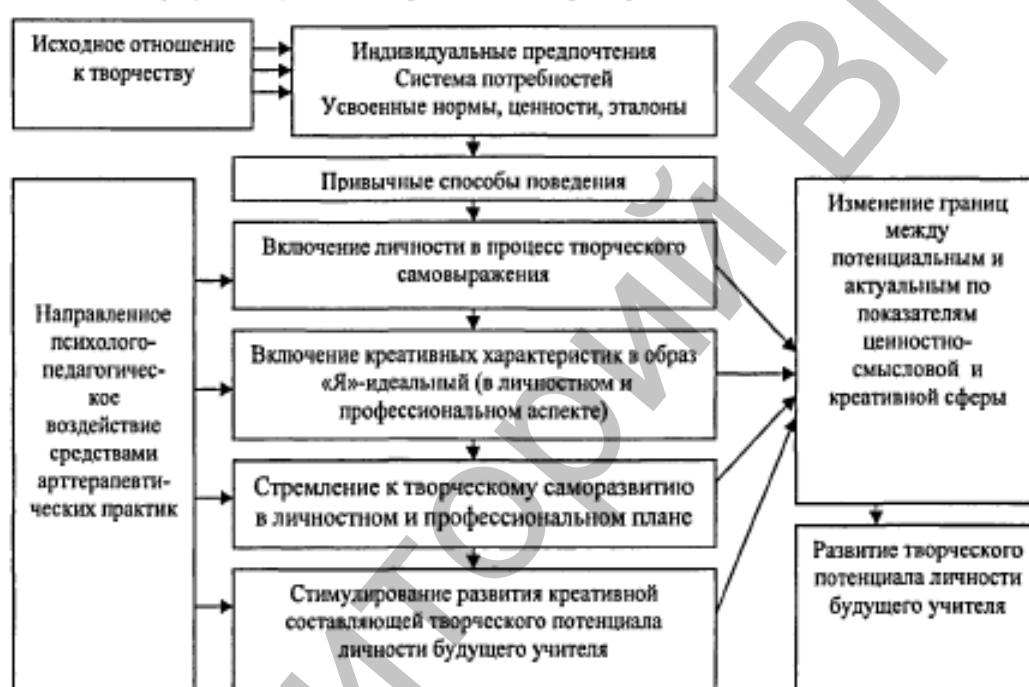 Исходное отношение
к творчеству
Индивидуальные предпочтения
Система потребностей
Усвоенные нормы, ценности, эталоны
Привычные способы поведения
Включение личности в процесс творческого
самовыражения
Включение креативных характеристик в образ
«Я»-идеальный (в личностном и
профессиональном аспекте)
Стремление к творческому саморазвитию
в личностном и профессиональном плане
Стимулирование развития креативной
составляющей творческого потенциала
личности будущего учителя
Направленное
психолого-
педагогичес-
кое
воздействие
средствами
арттерапевти-
ческих практик
Изменение границ
между
потенциальным и
актуальным по
показателям
ценностно-
смысловой и
креативной сферы
Развитие творческого
потенциала личности
будущего учителя